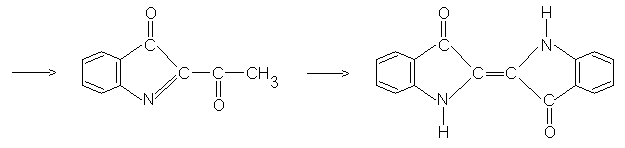 O O H
C C N
C C CH3 C C
N O N C
H O